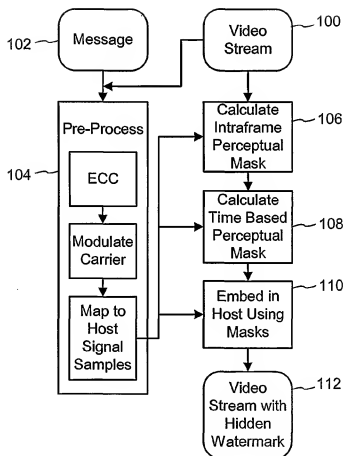 102
Message
Video
Stream
100
Pre-Process
104
ECC
Modulate
Carrier
Map to
Host
Signal
Samples
Calculate
Intraframe
Perceptual
Mask
106
Calculate
Time Based
Perceptual
Mask
108
Embed in
Host Using
Masks
110
Video
Stream with
Hidden
Watermark
112